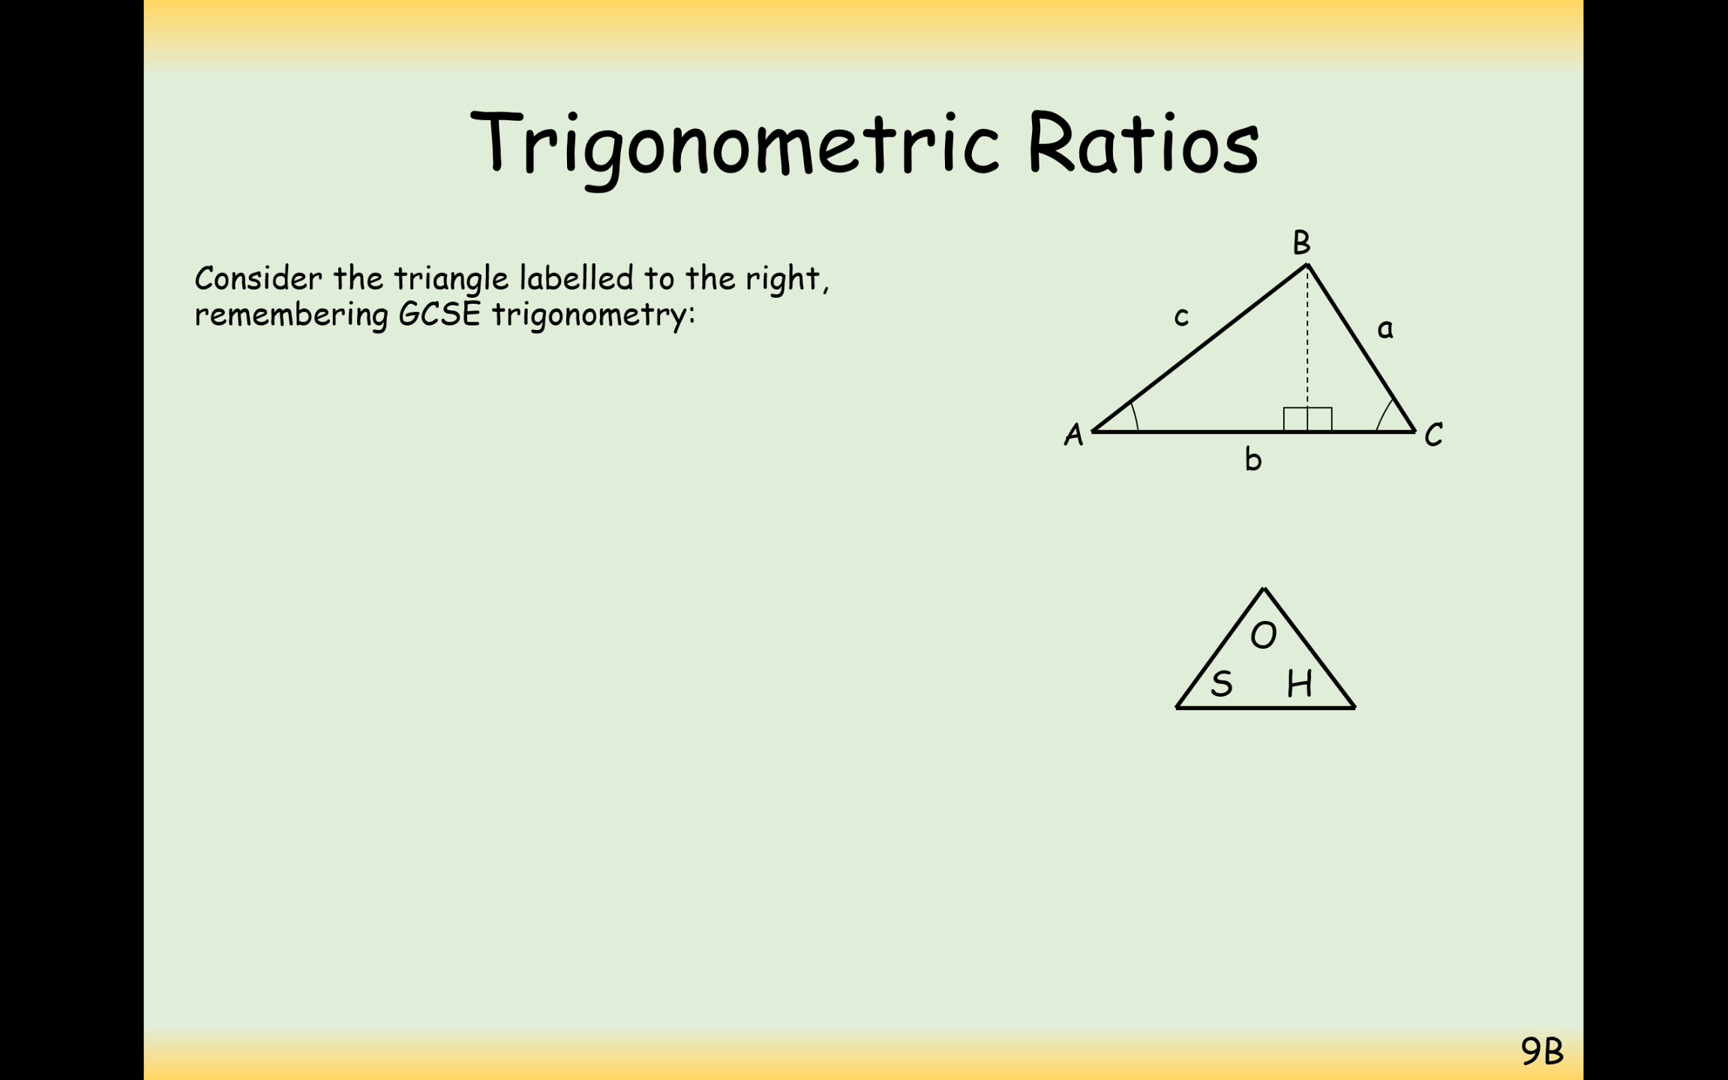 Trigonometric Ratios
Consider the triangle labelled to the right,
remembering GCSE trigonometry:
B
c
a
A
C
b
O
S H
9B